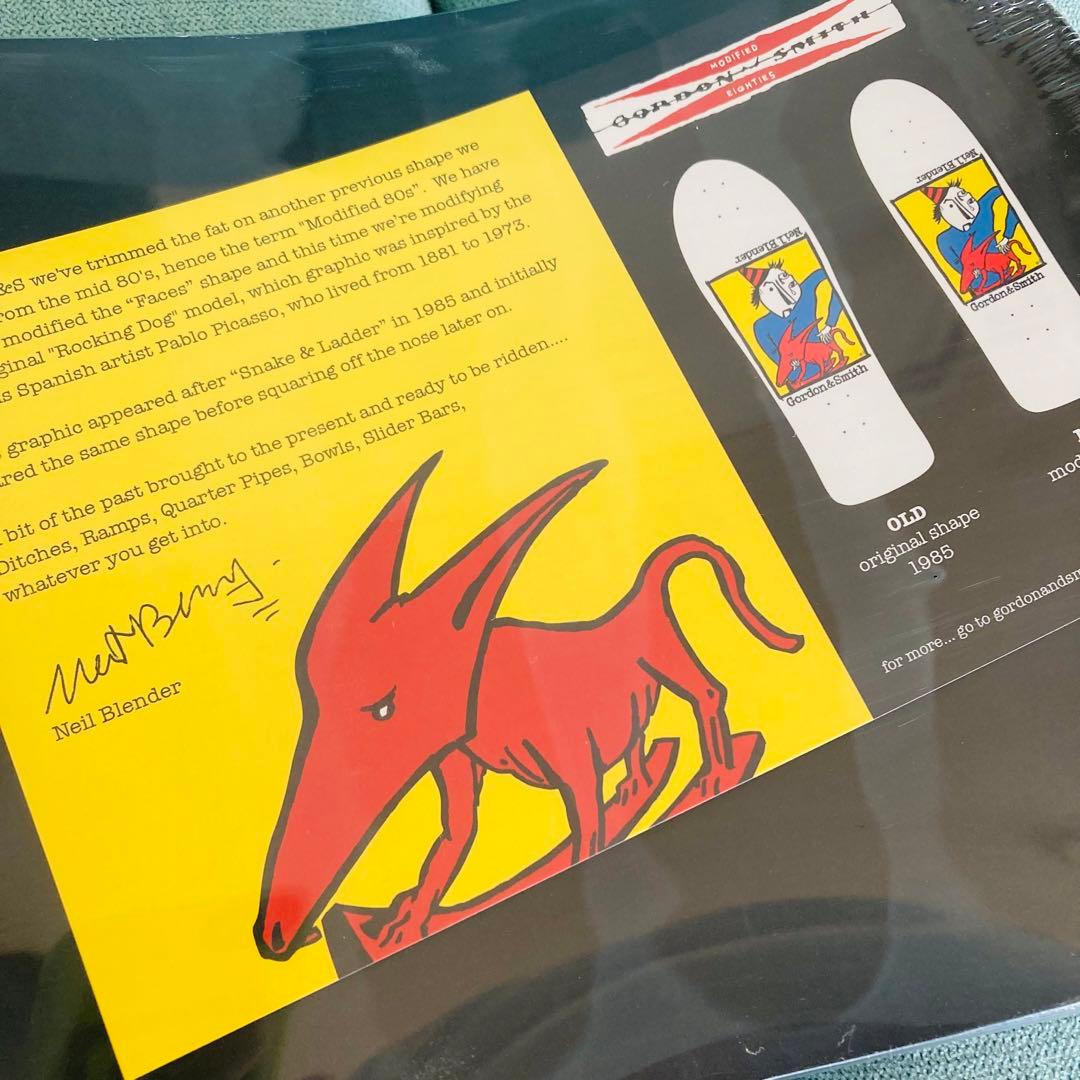 &S we've trimmed the fat on another previous shape we
rom the mid 80's, hence the term "Modified 80s". We have
modified the "Faces" shape and this time we're modifying
ginal "Rocking Dog" model, which graphic was inspired by the
Spanish artist Pablo Picasso, who lived from 1881 to 1973.
graphic appeared after "Snake & Ladder" in 1985 and initially
red the same shape before squaring off the nose later on.
bit of the past brought to the present and ready to be ridden....
Ditches, Ramps, Quarter Pipes, Bowls, Slider Bars,
whatever you get into.
Neil Blender
MODIFIED
GORDON & SMITH
EIGHTIES
Neil Blender
Gordon&Smith
Neil Blender
Gordon&Smith
OLD
original shape
1985
mod
for more... go to gordonandsm